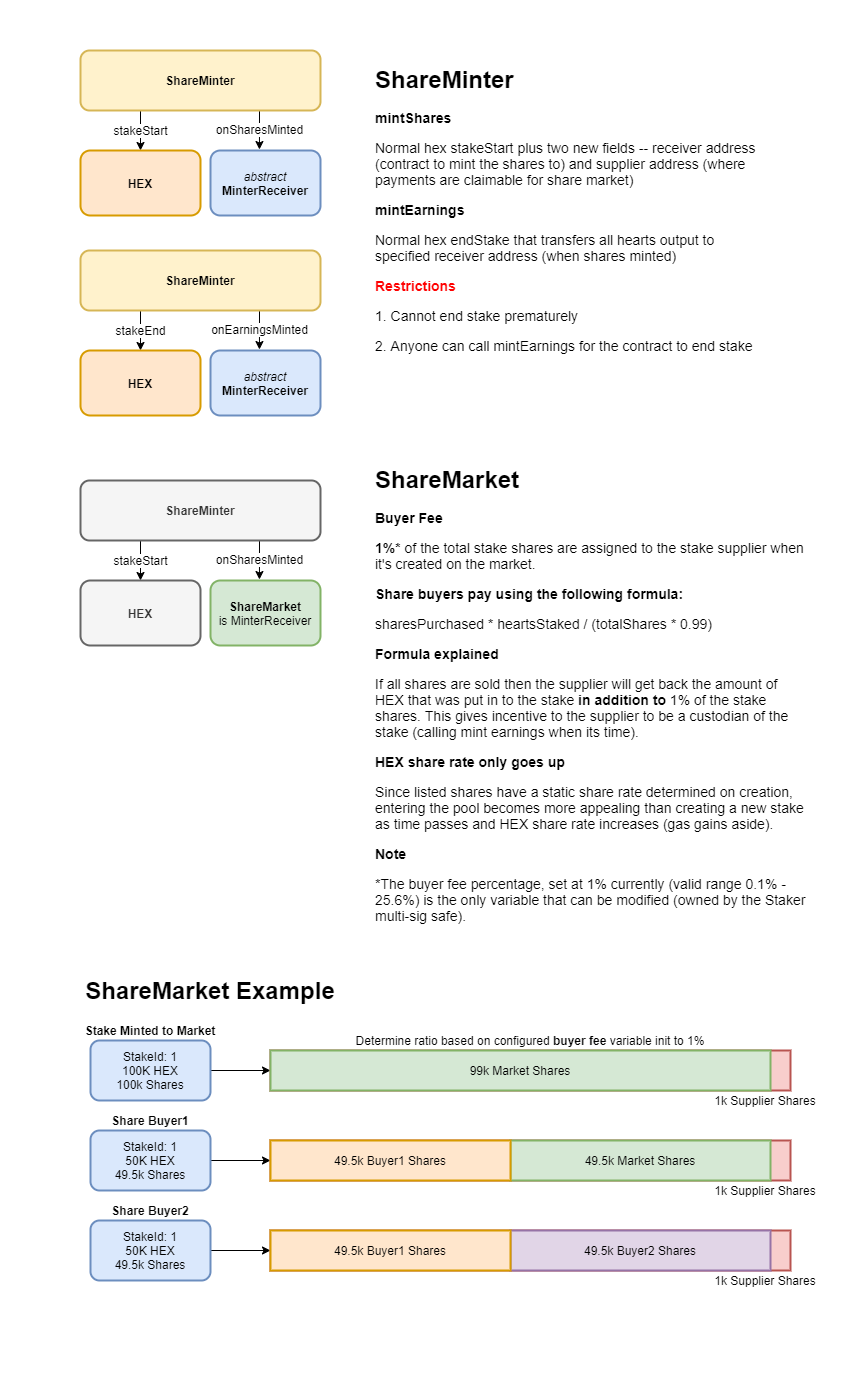 ShareMinter
stakeStart
onSharesMinted
HEX
abstract
MinterReceiver
ShareMinter
stakeEnd
onEarningsMinted
HEX
abstract
MinterReceiver
ShareMinter
mintShares
Normal hex stakeStart plus two new fields -- receiver address
(contract to mint the shares to) and supplier address (where
payments are claimable for share market)
mintEarnings
Normal hex endStake that transfers all hearts output to
specified receiver address (when shares minted)
Restrictions
1. Cannot end stake prematurely
2. Anyone can call mintEarnings for the contract to end stake
ShareMinter
stakeStart
onSharesMinted
HEX
ShareMarket
is MinterReceiver
ShareMarket
Buyer Fee
1%* of the total stake shares are assigned to the stake supplier when
it's created on the market.
Share buyers pay using the following formula:
sharesPurchased * heartsStaked / (totalShares * 0.99)
Formula explained
If all shares are sold then the supplier will get back the amount of
HEX that was put in to the stake in addition to 1% of the stake
shares. This gives incentive to the supplier to be a custodian of the
stake (calling mint earnings when its time).
HEX share rate only goes up
Since listed shares have a static share rate determined on creation,
entering the pool becomes more appealing than creating a new stake
as time passes and HEX share rate increases (gas gains aside).
Note
*The buyer fee percentage, set at 1% currently (valid range 0.1% -
25.6%) is the only variable that can be modified (owned by the Staker
multi-sig safe).
ShareMarket Example
Stake Minted to Market
StakeId: 1
100K HEX
100k Shares
Determine ratio based on configured buyer fee variable init to 1%
99k Market Shares
1k Supplier Shares
Share Buyer1
StakeId: 1
50K HEX
49.5k Shares
49.5k Buyer1 Shares
49.5k Market Shares
1k Supplier Shares
Share Buyer2
StakeId: 1
50K HEX
49.5k Shares
49.5k Buyer1 Shares
49.5k Buyer2 Shares
1k Supplier Shares